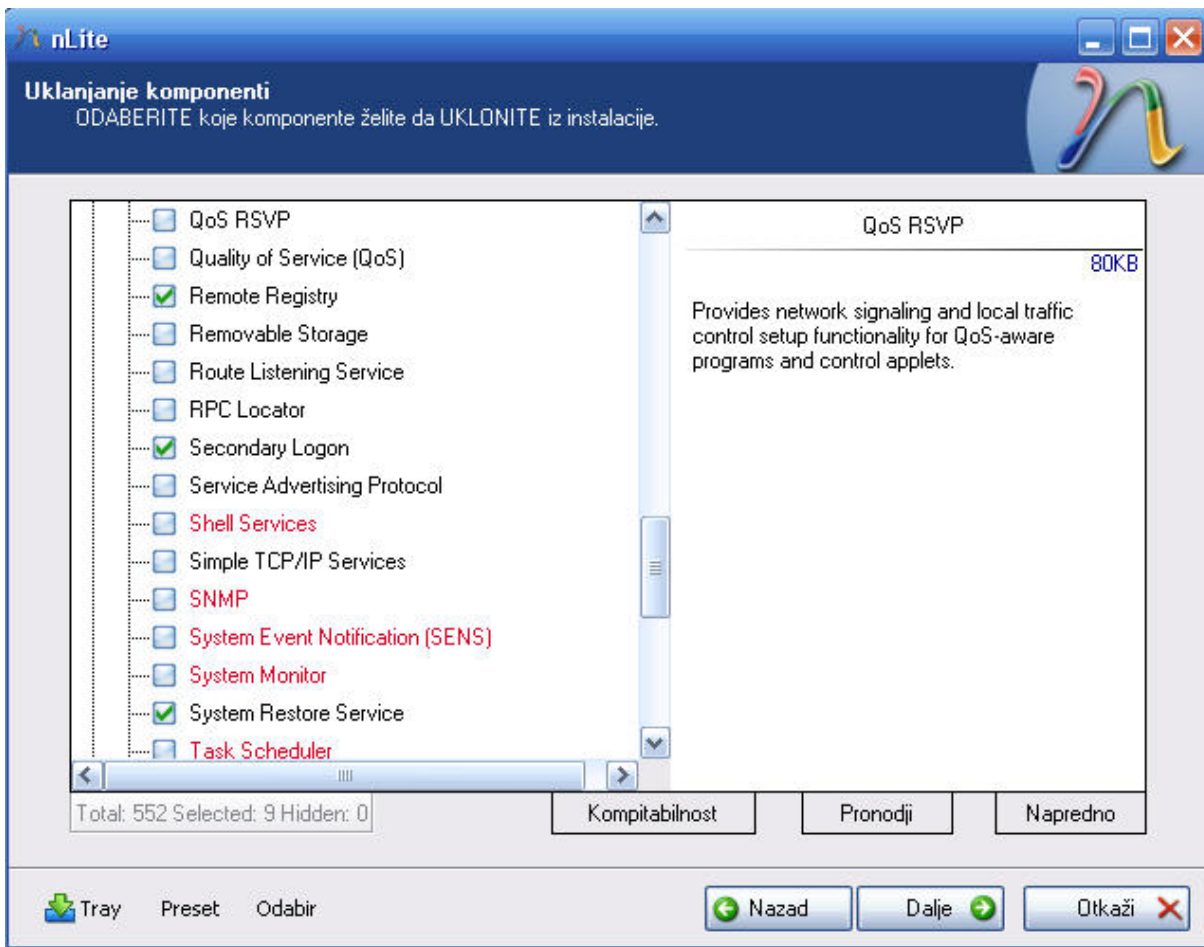 nLite
Uklanjanje komponenti
ODABERITE koje komponente želite da UKLONITE iz instalacije.
QoS RSVP
Quality of Service (QoS)
Remote Registry
Removable Storage
Route Listening Service
RPC Locator
Secondary Logon
Service Advertising Protocol
Shell Services
Simple TCP/IP Services
SNMP
System Event Notification (SENS)
System Monitor
System Restore Service
Task Scheduler
QoS RSVP
80KB
Provides network signaling and local traffic
control setup functionality for QoS-aware
programs and control applets.
Total: 552 Selected: 9 Hidden: 0
Kompitabilnost
Pronodji
Napredno
Tray
Preset
Odabir
Nazad
Dalje
Otkaži